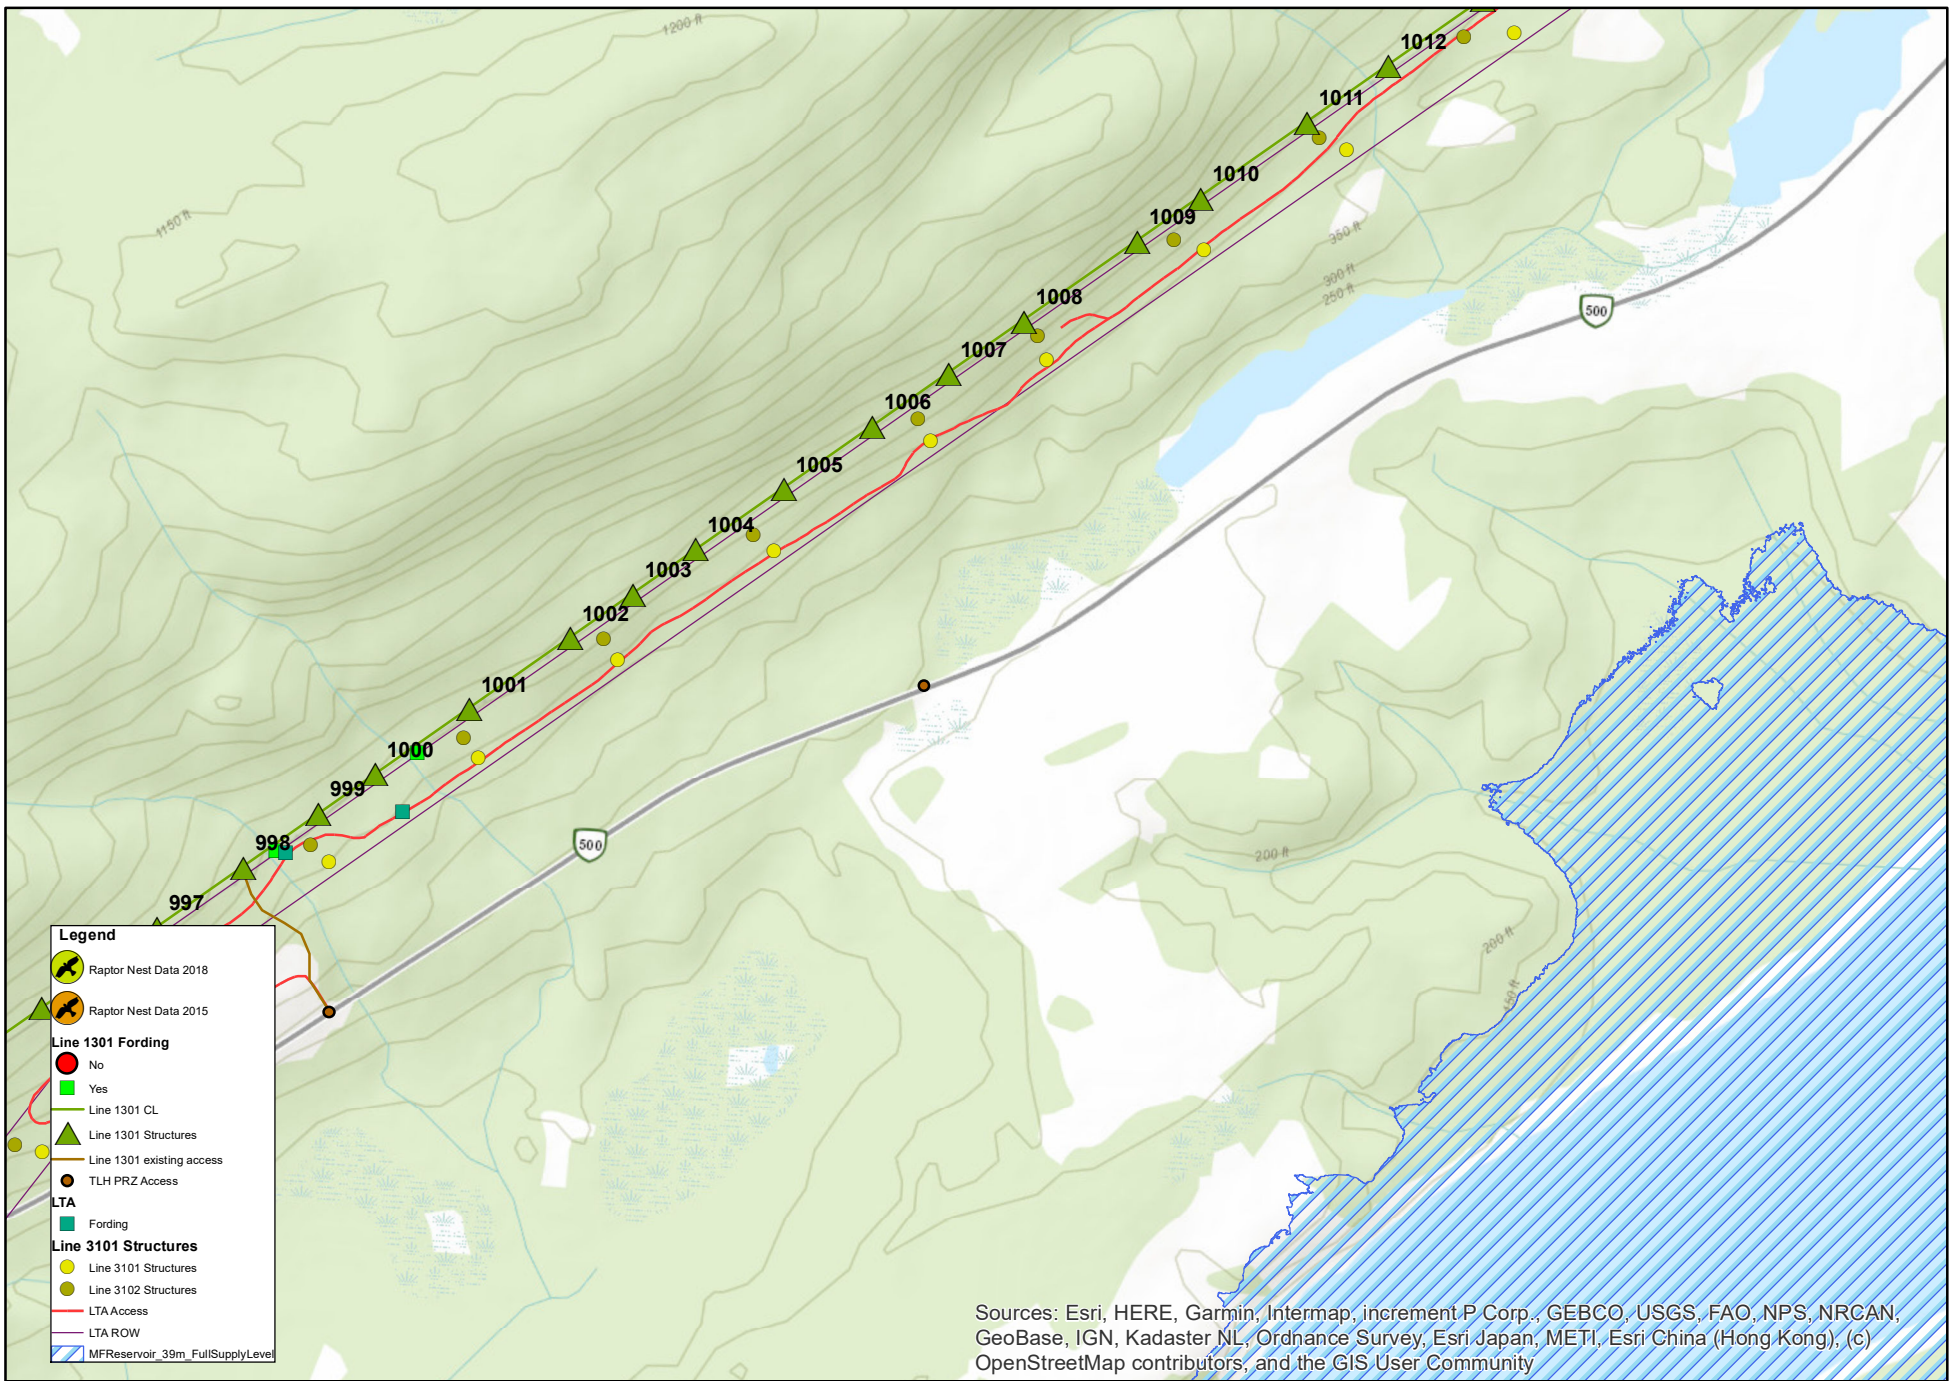 1200 ft
1012
1011
1010
1150 ft
1009
350 ft
300 ft
250 ft
1008
500
1007
1006
1005
1004
1003
1002
1001
1000
999
998
500
200 ft
997
200 ft
Legend
Raptor Nest Data 2018
Raptor Nest Data 2015
Line 1301 Fording
No
Yes
Line 1301 CL
Line 1301 Structures
Line 1301 existing access
TLH PRZ Access
LTA
Fording
Line 3101 Structures
Line 3101 Structures
Line 3102 Structures
LTA Access
LTA ROW
MFReservoir_39m_FullSupplyLevel
Sources: Esri, HERE, Garmin, Intermap, increment P Corp., GEBCO, USGS, FAO, NPS, NRCAN,
GeoBase, IGN, Kadaster NL, Ordnance Survey, Esri Japan, METI, Esri China (Hong Kong), (c)
OpenStreetMap contributors, and the GIS User Community